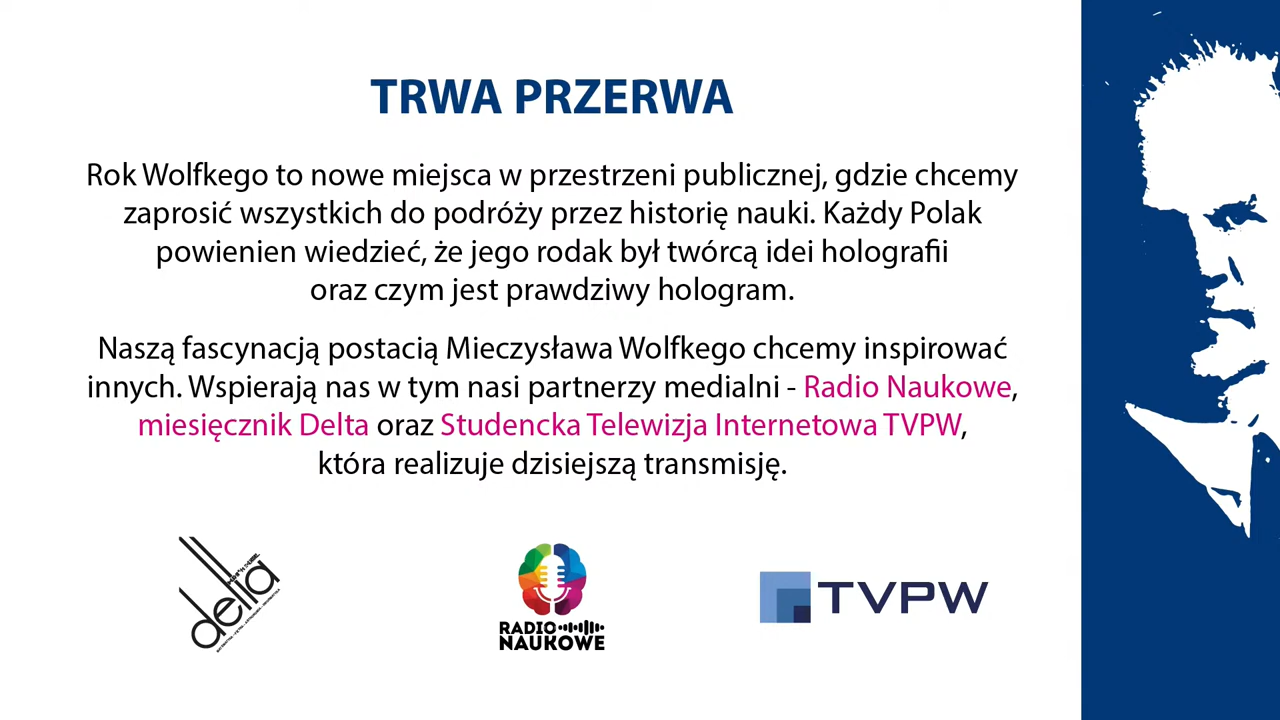 TRWA PRZERWA
Rok Wolfkego to nowe miejsca w przestrzeni publicznej, gdzie chcemy
zaprosić wszystkich do podróży przez historię nauki. Każdy Polak
powienien wiedzieć, że jego rodak był twórcą idei holografii
oraz czym jest prawdziwy hologram.
Naszą fascynacją postacią Mieczysława Wolfkego chcemy inspirować
innych. Wspierają nas w tym nasi partnerzy medialni - Radio Naukowe,
miesięcznik Delta oraz Studencka Telewizja Internetowa TVPW,
która realizuje dzisiejszą transmisję.
delta
RADIO
NAUKOWE
TVPW